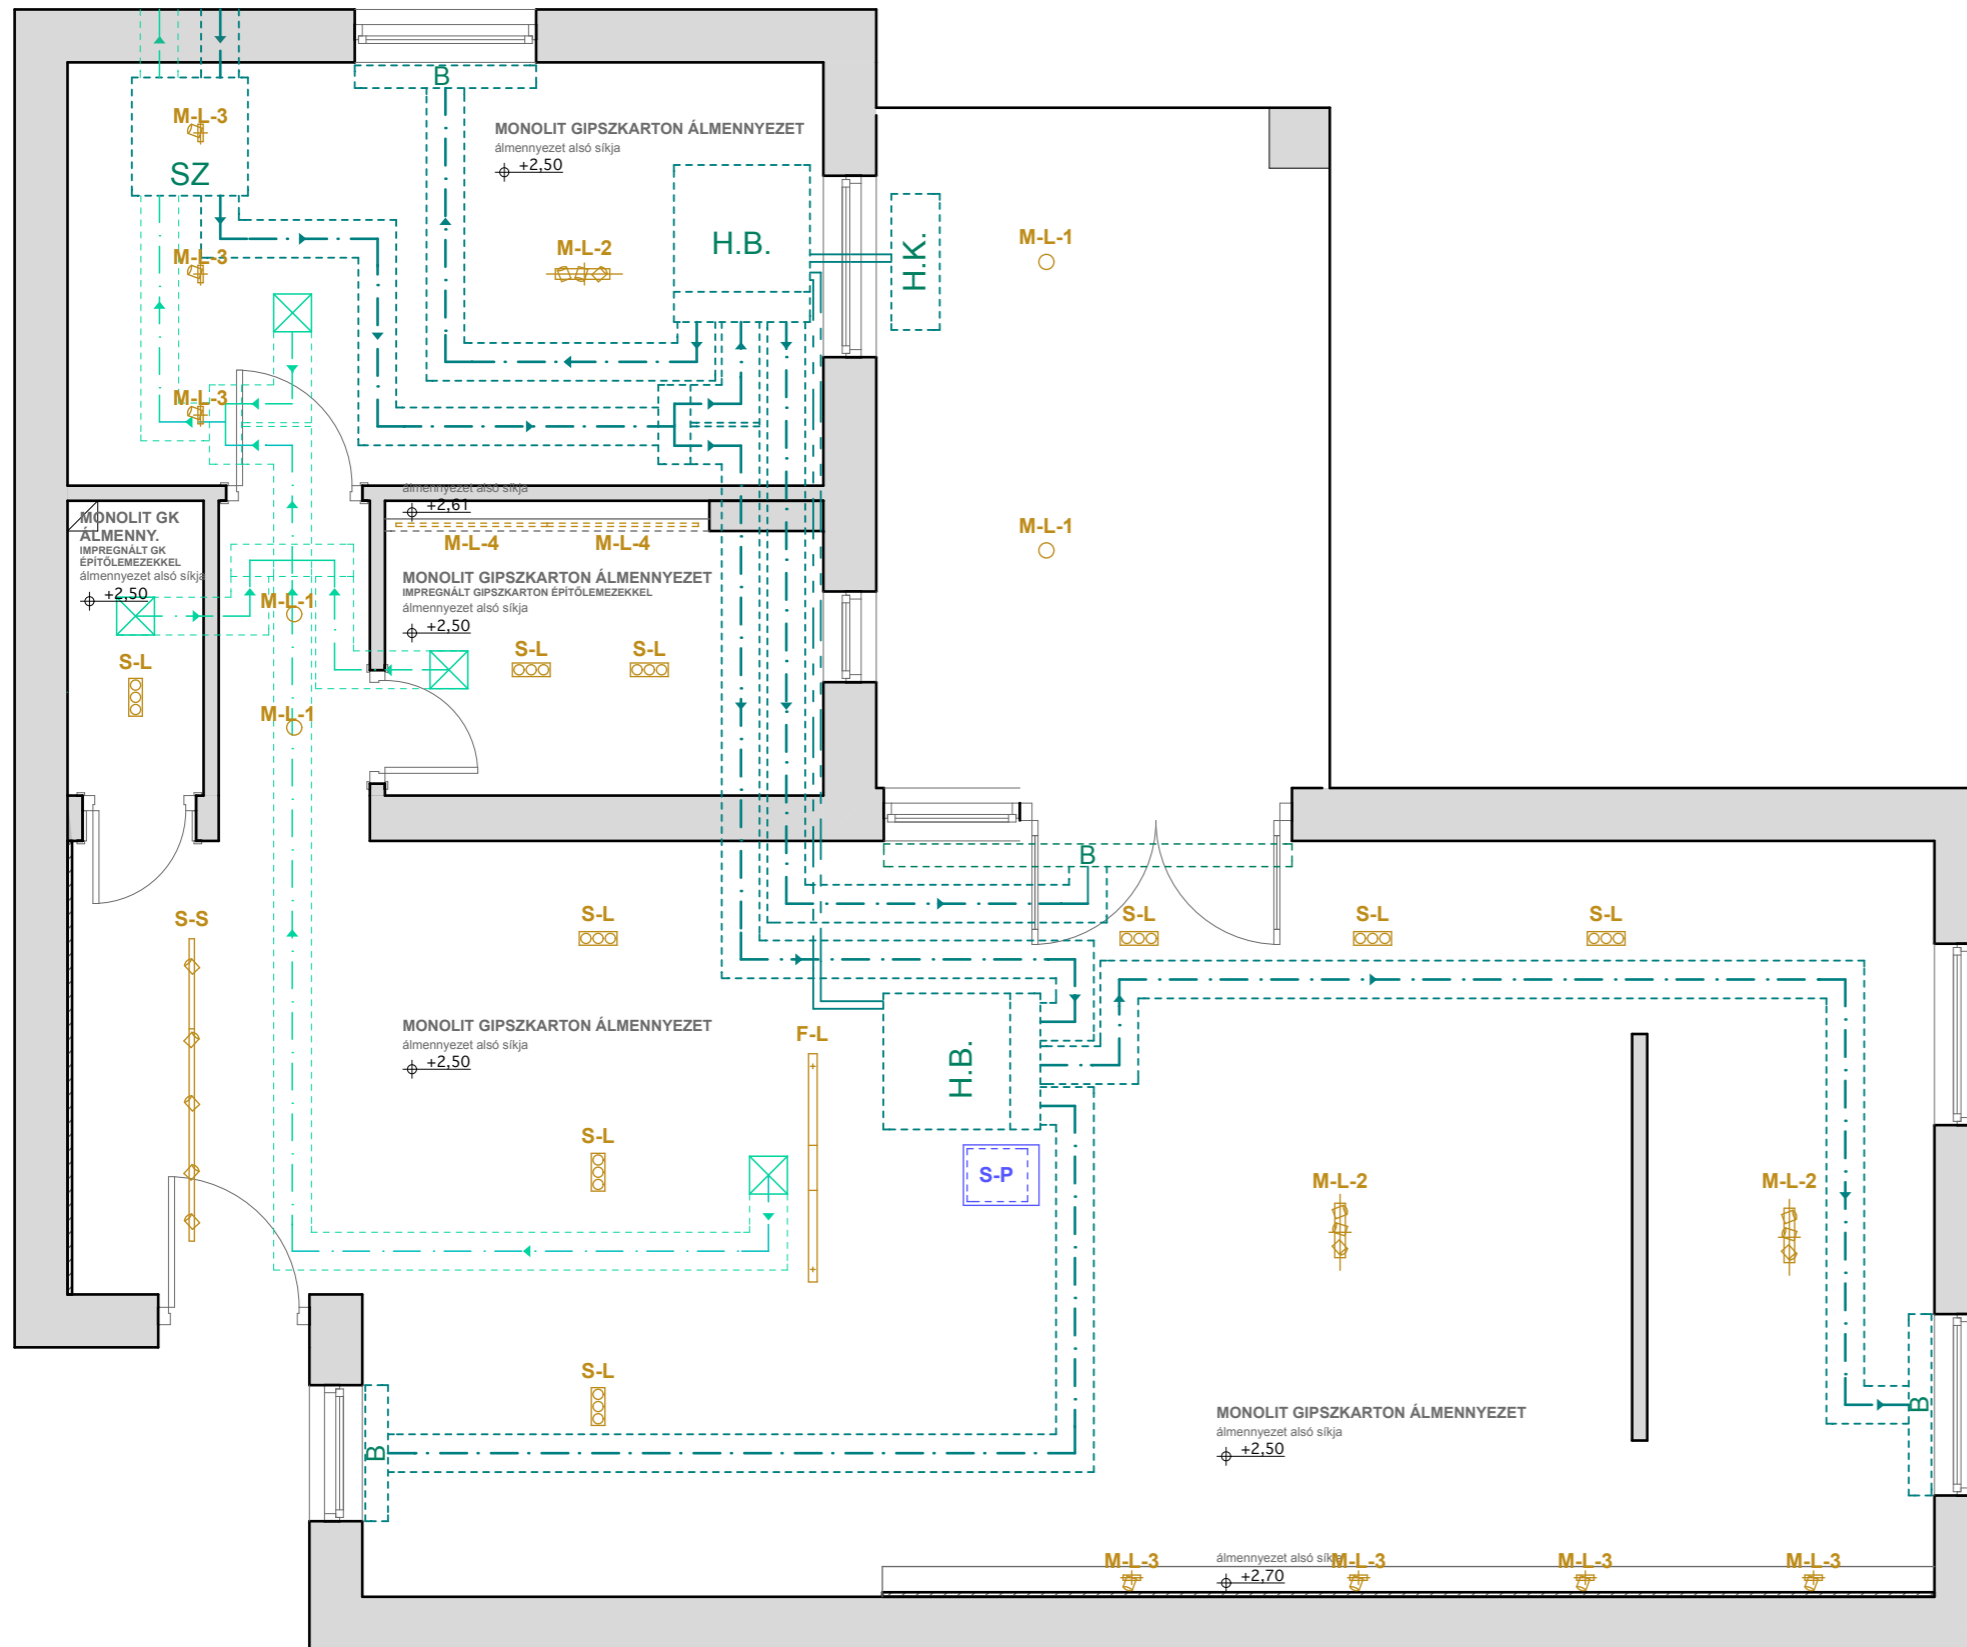 B
M-L-3
MONOLIT GIPSZKARTON ÁLMENNYEZET
álmennyezet alsó síkja
+2,50
SZ
H.B.
H.K.
M-L-1
M-L-2
M-L-3
M-L-3
álmennyezet alsó síkja
+2,61
MONOLIT GK
ÁLMENNY.
IMPREGNÁLT GK
ÉPÍTŐLEMEZEKKEL
álmennyezet alsó síkja
+2,50
M-L-4
M-L-4
M-L-1
MONOLIT GIPSZKARTON ÁLMENNYEZET
IMPREGNÁLT GIPSZKARTON ÉPÍTŐLEMEZEKKEL
álmennyezet alsó síkja
+2,50
M-L-1
S-L
S-L
S-L
M-L-1
B
S-S
S-L
S-L
S-L
S-L
MONOLIT GIPSZKARTON ÁLMENNYEZET
álmennyezet alsó síkja
+2,50
F-L
H.B.
S-L
S-P
M-L-2
M-L-2
S-L
B
MONOLIT GIPSZKARTON ÁLMENNYEZET
álmennyezet alsó síkja
+2,50
B
M-L-3
álmennyezet alsó síkja
+2,70
M-L-3
M-L-3
M-L-3